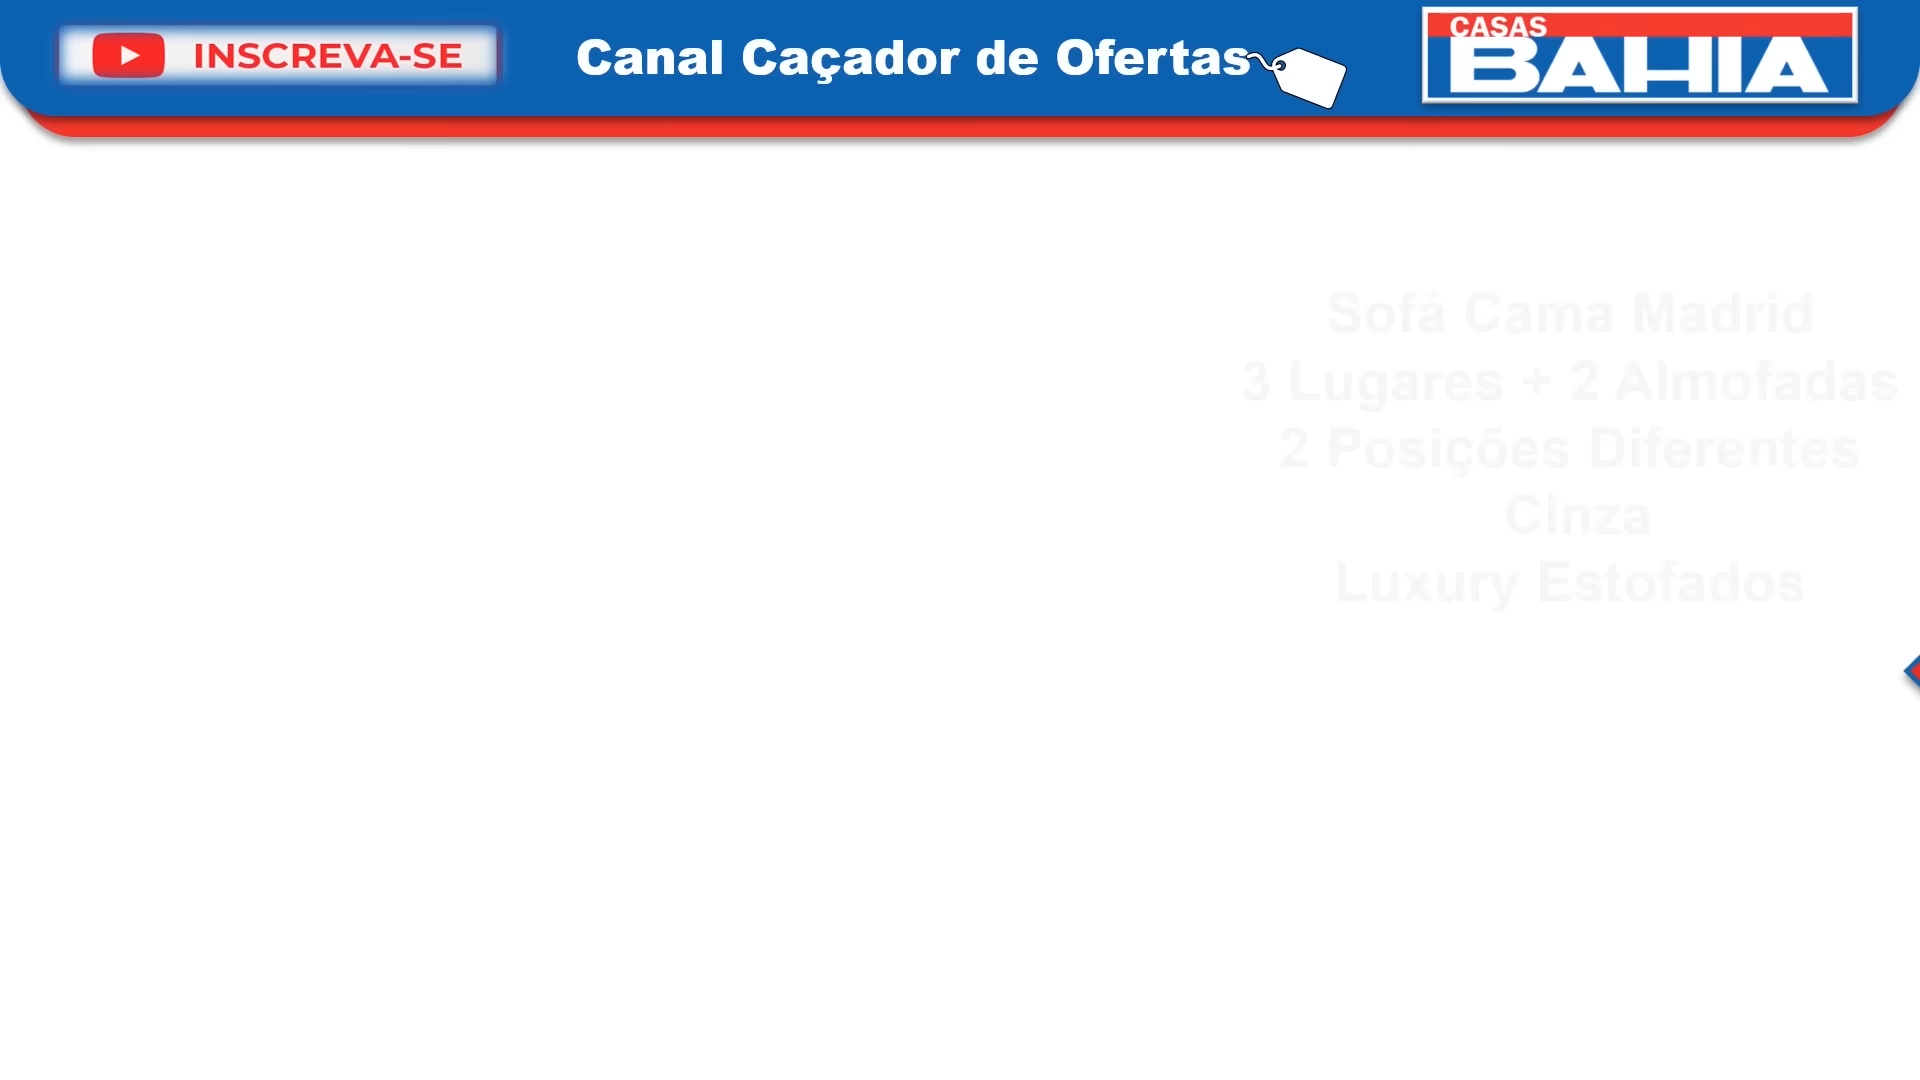 INSCREVA-SE
Canal Caçador de Ofertas
CASAS
BAHIA
Sofá Cama Madrid
3 Lugares + 2 Almofadas
2 Posições Diferentes
Cinza
Luxury Estofados